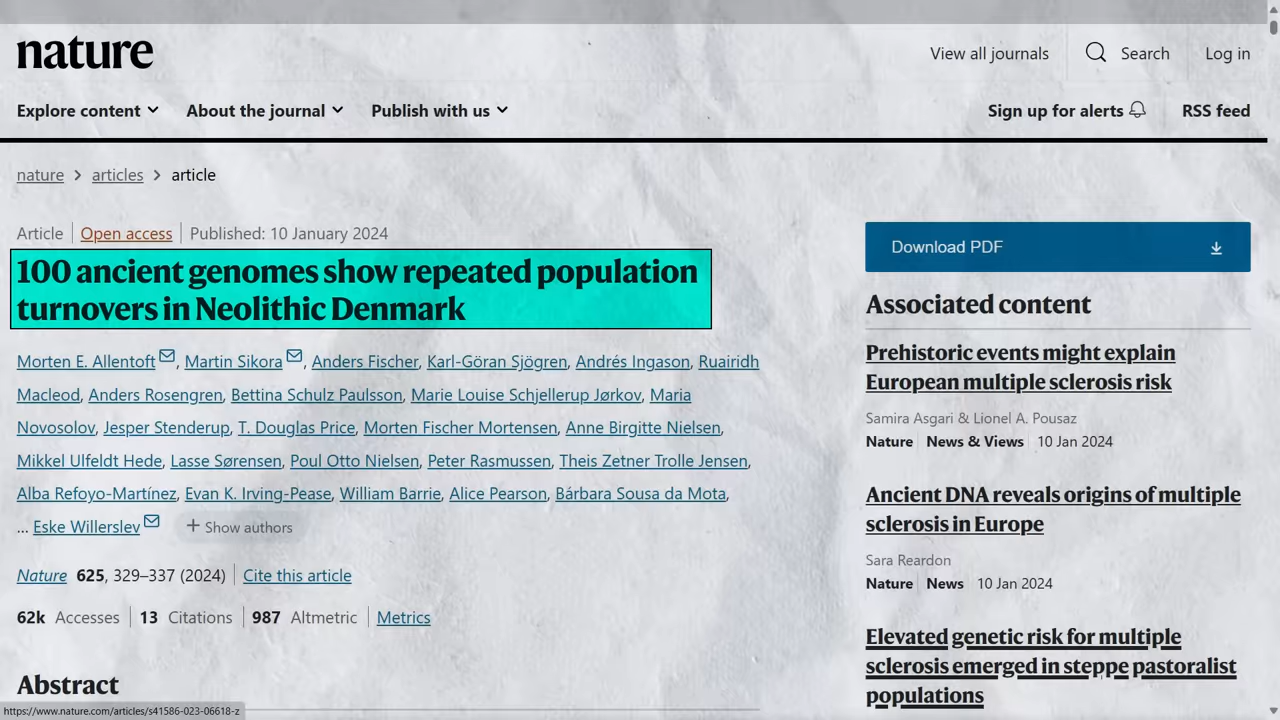 nature
View all journals
Search
Log in
Explore content
About the journal
Publish with us
Sign up for alerts
RSS feed
nature > articles > article
Article | Open access | Published: 10 January 2024
100 ancient genomes show repeated population
turnovers in Neolithic Denmark
Morten E. Allentoft, Martin Sikora, Anders Fischer, Karl-Göran Sjögren, Andrés Ingason, Ruairidh
Macleod, Anders Rosengren, Bettina Schulz Paulsson, Marie Louise Schjellerup Jørkov, Maria
Novosolov, Jesper Stenderup, T. Douglas Price, Morten Fischer Mortensen, Anne Birgitte Nielsen,
Mikkel Ulfeldt Hede, Lasse Sørensen, Poul Otto Nielsen, Peter Rasmussen, Theis Zetner Trolle Jensen,
Alba Refoyo-Martínez, Evan K. Irving-Pease, William Barrie, Alice Pearson, Bárbara Sousa da Mota,
... Eske Willerslev + Show authors
Nature 625, 329–337 (2024) | Cite this article
62k Accesses | 13 Citations | 987 Altmetric | Metrics
Abstract
https://www.nature.com/articles/s41586-023-06618-z
Download PDF
Associated content
Prehistoric events might explain
European multiple sclerosis risk
Samira Asgari & Lionel A. Pousaz
Nature | News & Views | 10 Jan 2024
Ancient DNA reveals origins of multiple
sclerosis in Europe
Sara Reardon
Nature | News | 10 Jan 2024
Elevated genetic risk for multiple
sclerosis emerged in steppe pastoralist
populations